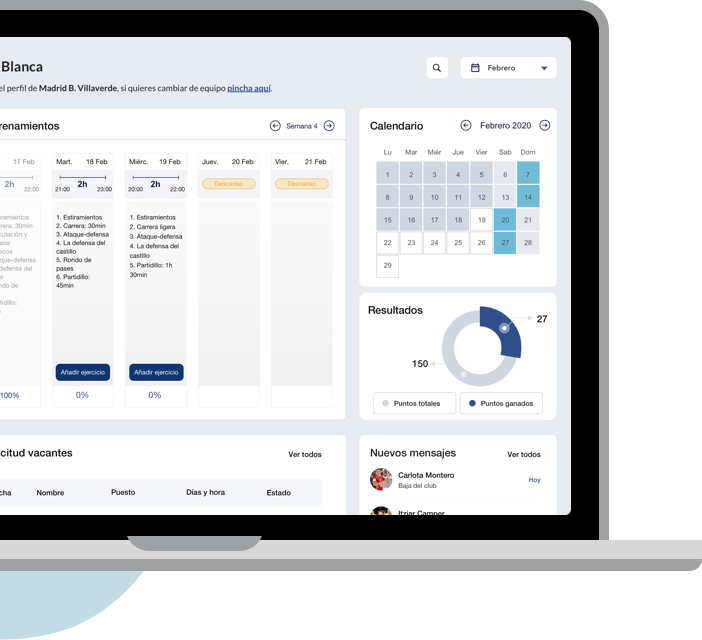 Blanca
el perfil de Madrid B. Villaverde, si quieres cambiar de equipo pincha aquí.
Febrero
renamientos
Semana 4
17 Feb
2h
22:00
Mart. 18 Feb
21:00 2h 23:00
Miérc. 19 Feb
20:00 2h 22:00
Juev. 20 Feb
Descanso
Vier. 21 Feb
Descanso
iramientos
rera: 30min
culación y
eos
icos
que-defensa
defensa del
o
ndo de
tidillo:
1. Estiramientos
2. Carrera: 30min
3. Ataque-defensa
4. La defensa del
castillo
5. Rondo de
pases
6. Partidillo:
45min
1. Estiramientos
2. Carrera ligera
3. Ataque-defensa
4. La defensa del
castillo
5. Partidillo: 1h
30min
Añadir ejercicio
Añadir ejercicio
100%
0%
0%
Calendario
Febrero 2020
Lu Mar Miér Jue Vier Sab Dom
1 2 3 4 5 6 7
8 9 10 11 12 13 14
15 16 17 18 19 20 21
22 23 24 25 26 27 28
29
Resultados
27
150
Puntos totales
Puntos ganados
citud vacantes
Ver todos
cha Nombre Puesto Días y hora Estado
Nuevos mensajes
Ver todos
Carlota Montero
Baja del club
Hoy
Itziar Camper